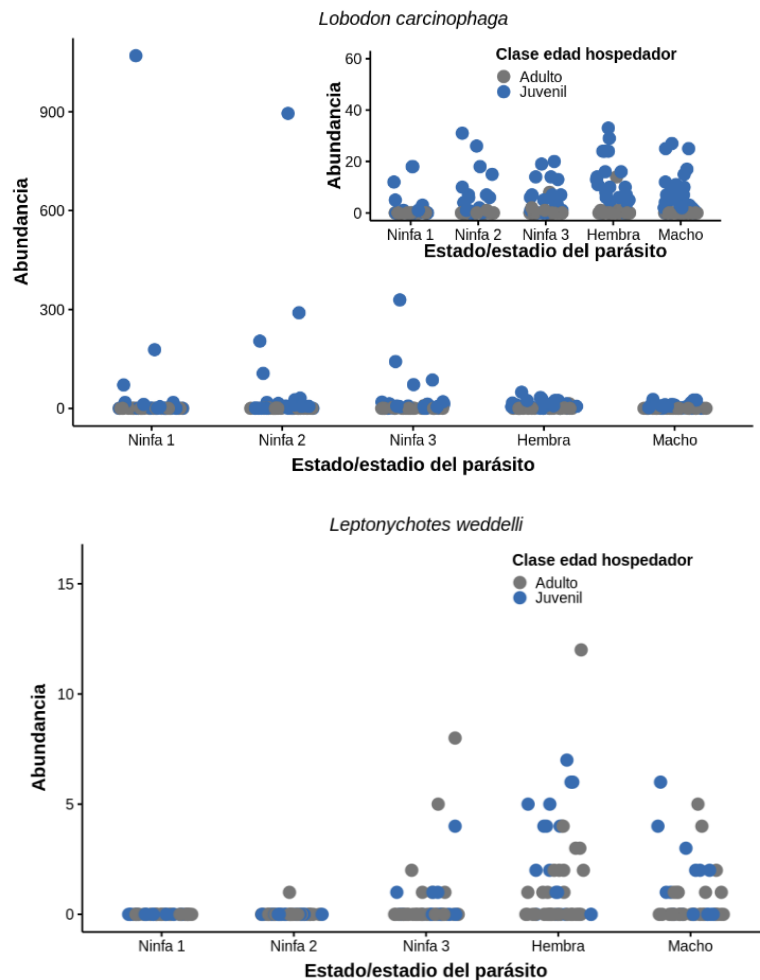 Lobodon carcinophaga
Abundancia
900
600
300
0
Ninfa 1 Ninfa 2 Ninfa 3 Hembra Macho
Estado/estadio del parásito
Clase edad hospedador
Adulto
Juvenil
Abundancia
60
40
20
0
Ninfa 1 Ninfa 2 Ninfa 3 Hembra Macho
Estado/estadio del parásito
Leptonychotes weddelli
Clase edad hospedador
Adulto
Juvenil
Abundancia
15
10
5
0
Ninfa 1 Ninfa 2 Ninfa 3 Hembra Macho
Estado/estadio del parásito